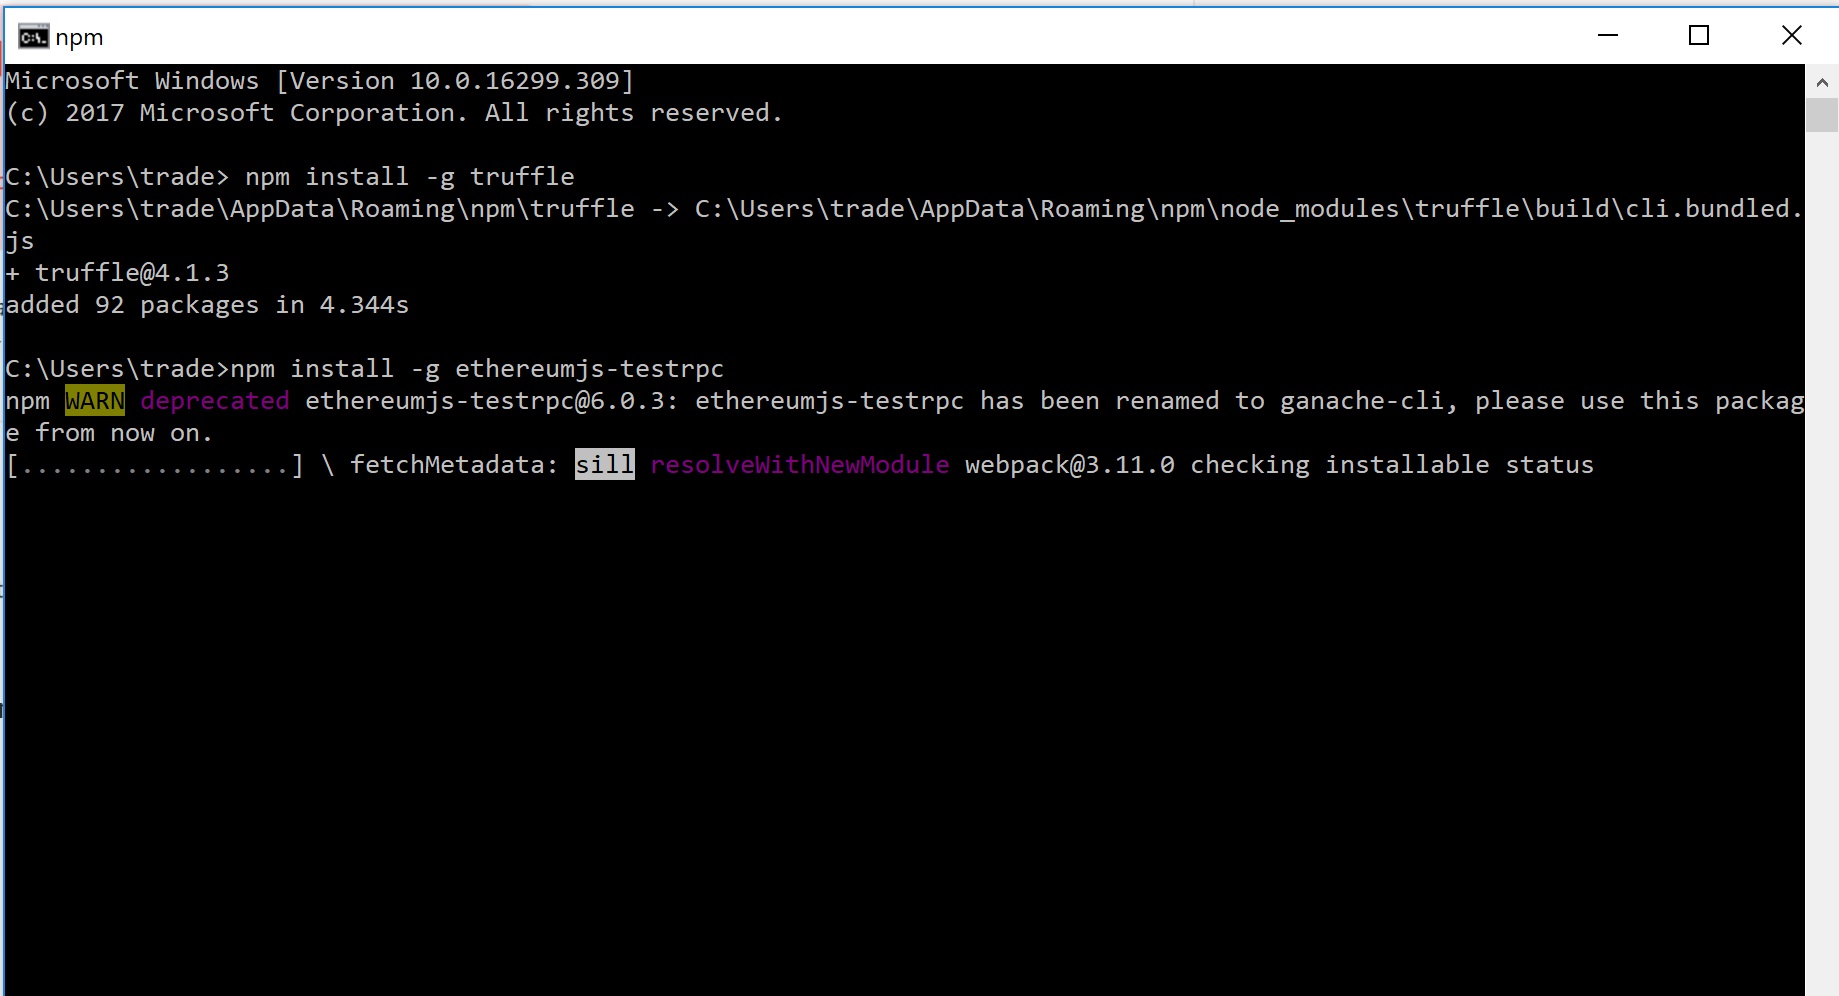 npm
Microsoft Windows [Version 10.0.16299.309]
(c) 2017 Microsoft Corporation. All rights reserved.
C:\Users\trade> npm install -g truffle
C:\Users\trade\AppData\Roaming\npm\truffle -> C:\Users\trade\AppData\Roaming\npm\node_modules\truffle\build\cli.bundled.
js
+ truffle@4.1.3
added 92 packages in 4.344s
C:\Users\trade>npm install -g ethereumjs-testrpc
npm WARN deprecated ethereumjs-testrpc@6.0.3: ethereumjs-testrpc has been renamed to ganache-cli, please use this packag
e from now on.
[..................] \ fetchMetadata: sill resolveWithNewModule webpack@3.11.0 checking installable status